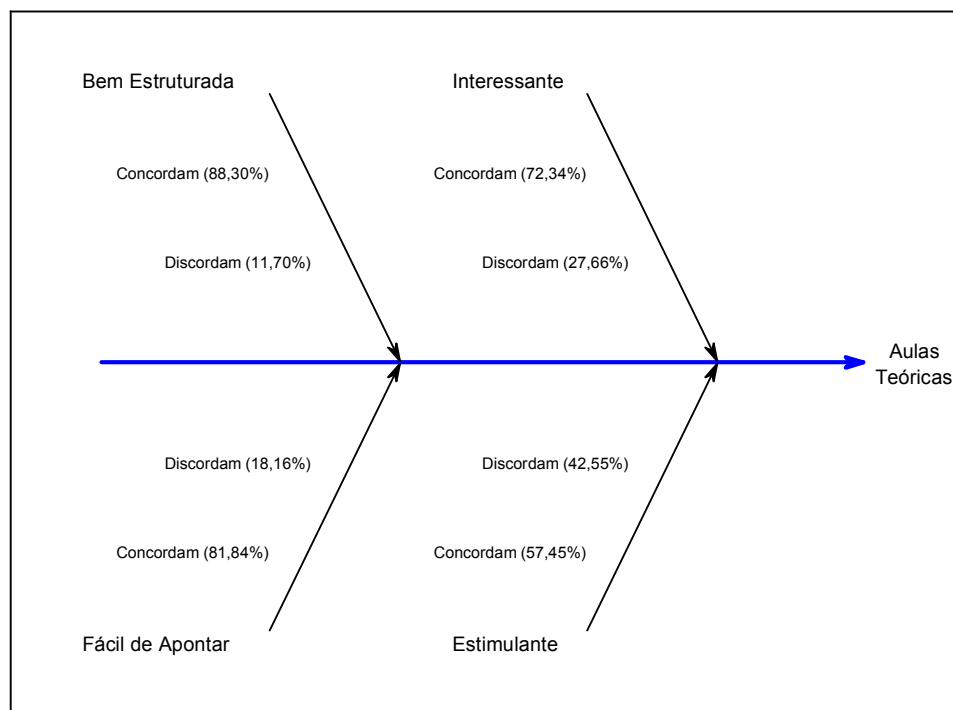 Bem Estruturada
Interessante
Concordam (88,30%)
Concordam (72,34%)
Discordam (11,70%)
Discordam (27,66%)
Aulas
Teóricas
Discordam (18,16%)
Discordam (42,55%)
Concordam (81,84%)
Concordam (57,45%)
Fácil de Apontar
Estimulante